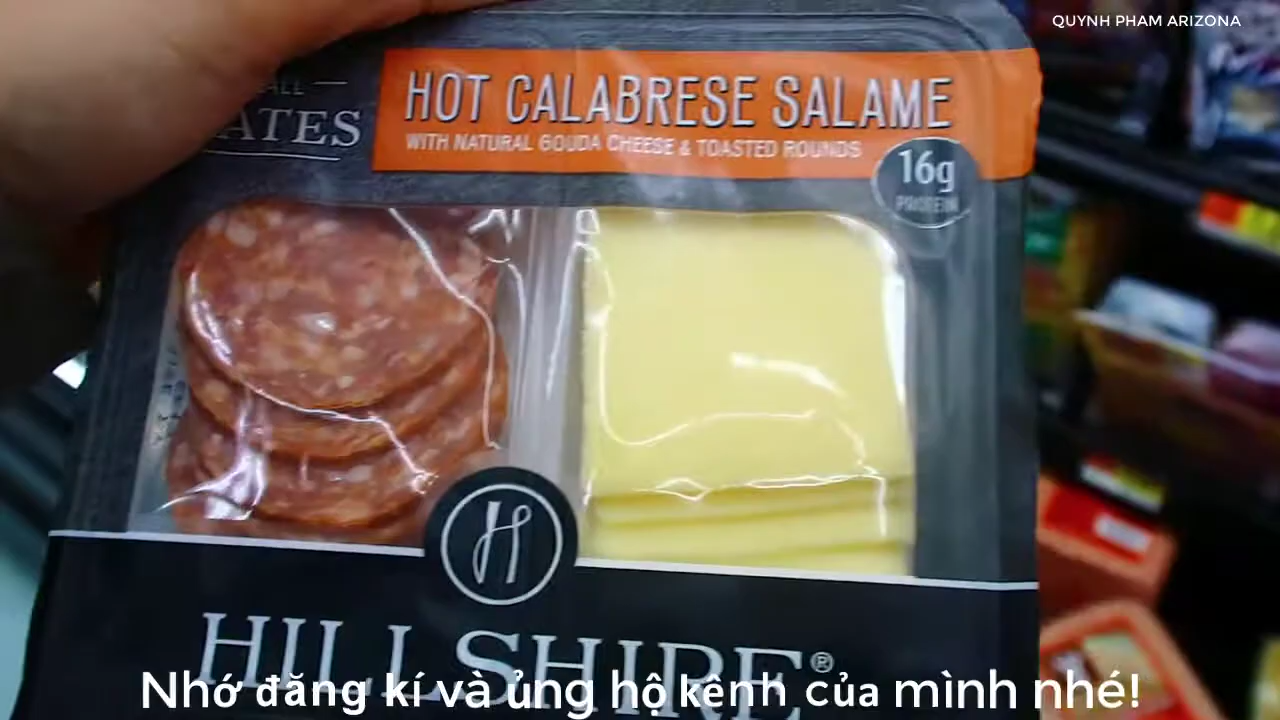 QUYNH PHAM ARIZONA
HOT CALABRESE SALAME
WITH NATURAL GOUDA CHEESE & TOASTED ROUNDS
16g
PROTEIN
HILLSHIRE®
Nhớ đăng kí và ủng hộ kênh của mình nhé!